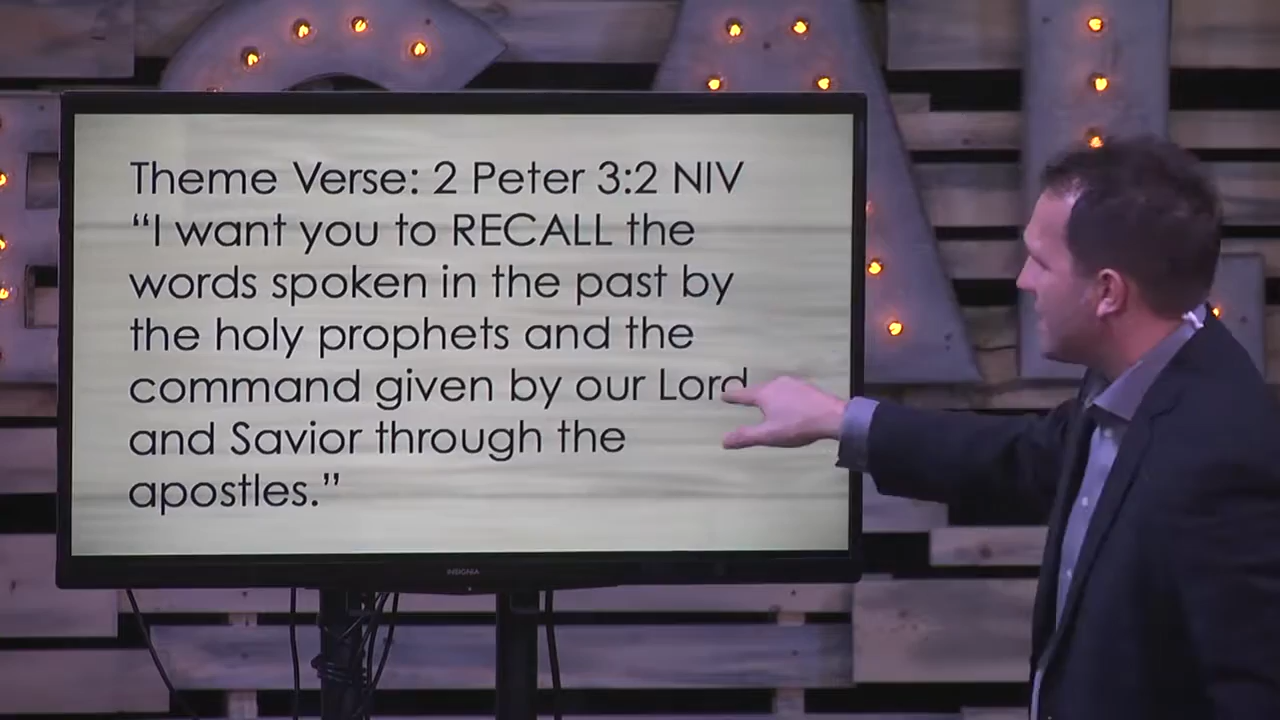 Theme Verse: 2 Peter 3:2 NIV
“I want you to RECALL the
words spoken in the past by
the holy prophets and the
command given by our Lord
and Savior through the
apostles.”
INSIGNIA